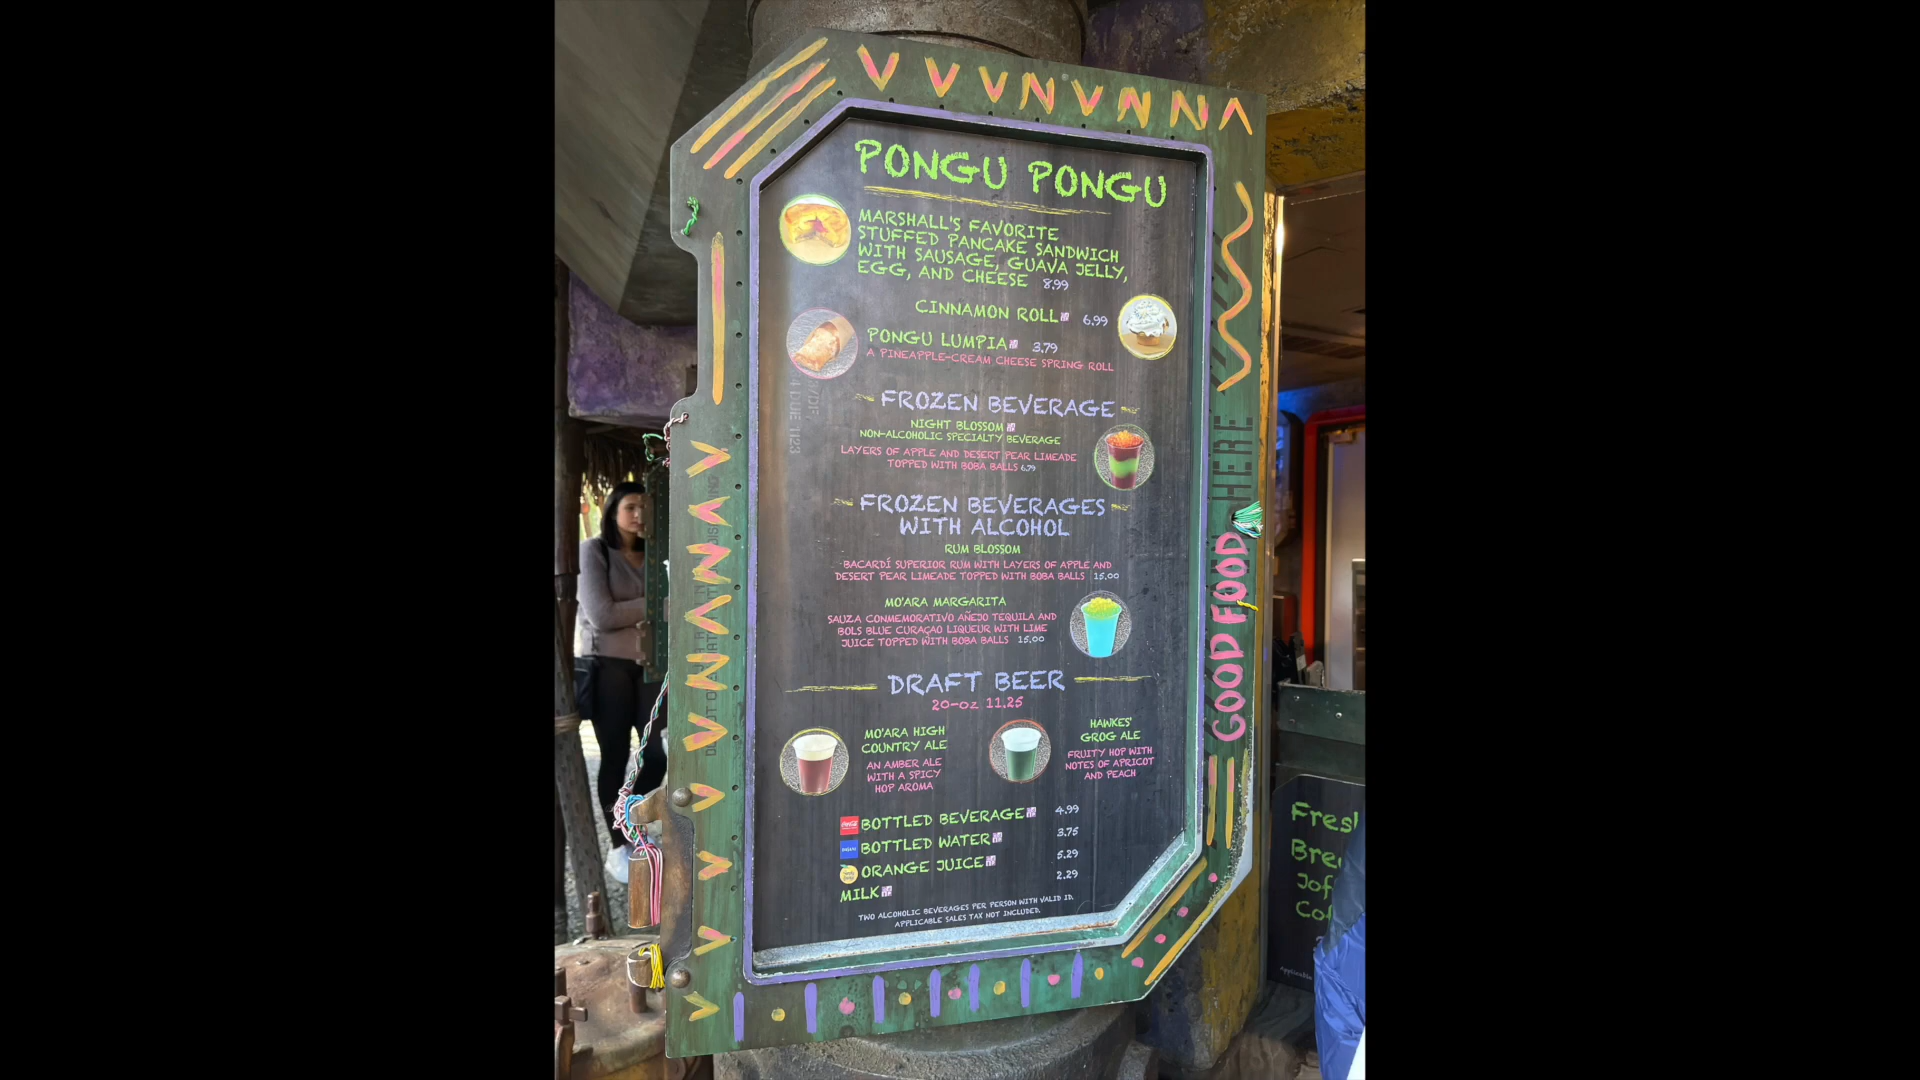 PONGU PONGU
MARSHALL'S FAVORITE
STUFFED PANCAKE SANDWICH
WITH SAUSAGE, GUAVA JELLY,
EGG, AND CHEESE 8.99
CINNAMON ROLL 6.99
PONGU LUMPIA 3.79
A PINEAPPLE-CREAM CHEESE SPRING ROLL
FROZEN BEVERAGE
NIGHT BLOSSOM
NON-ALCOHOLIC SPECIALTY BEVERAGE
LAYERS OF APPLE AND DESERT PEAR LIMEADE
TOPPED WITH BOBA BALLS 6.79
FROZEN BEVERAGES
WITH ALCOHOL
RUM BLOSSOM
BACARDÍ SUPERIOR RUM WITH LAYERS OF APPLE AND
DESERT PEAR LIMEADE TOPPED WITH BOBA BALLS 15.00
MO'ARA MARGARITA
SAUZA CONMEMORATIVO AÑEJO TEQUILA AND
BOLS BLUE CURAÇAO LIQUEUR WITH LIME
JUICE TOPPED WITH BOBA BALLS 15.00
DRAFT BEER
20-OZ 11.25
MO'ARA HIGH
COUNTRY ALE
AN AMBER ALE
WITH A SPICY
HOP AROMA
HAWKES'
GROG ALE
FRUITY HOP WITH
NOTES OF APRICOT
AND PEACH
BOTTLED BEVERAGE 4.99
BOTTLED WATER 3.75
ORANGE JUICE 5.29
MILK 2.29
TWO ALCOHOLIC BEVERAGES PER PERSON WITH VALID ID.
APPLICABLE SALES TAX NOT INCLUDED.
GOOD FOOD HERE